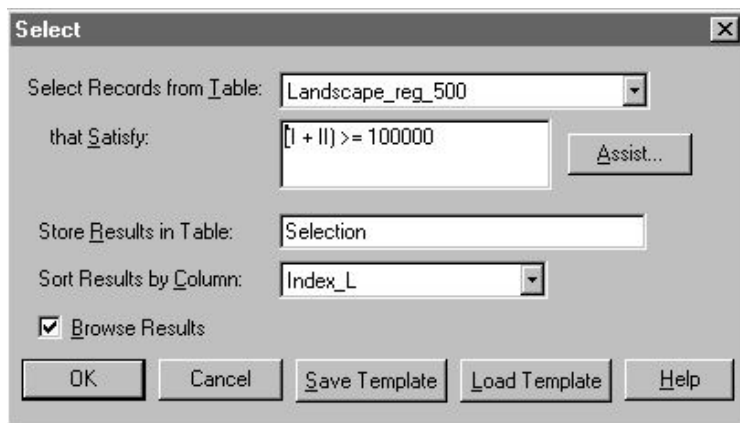 Select
Select Records from Table: Landscape_reg_500
that Satisfy: (I + II) >= 100000
Assist...
Store Results in Table: Selection
Sort Results by Column: Index_L
Browse Results
OK Cancel Save Template Load Template Help